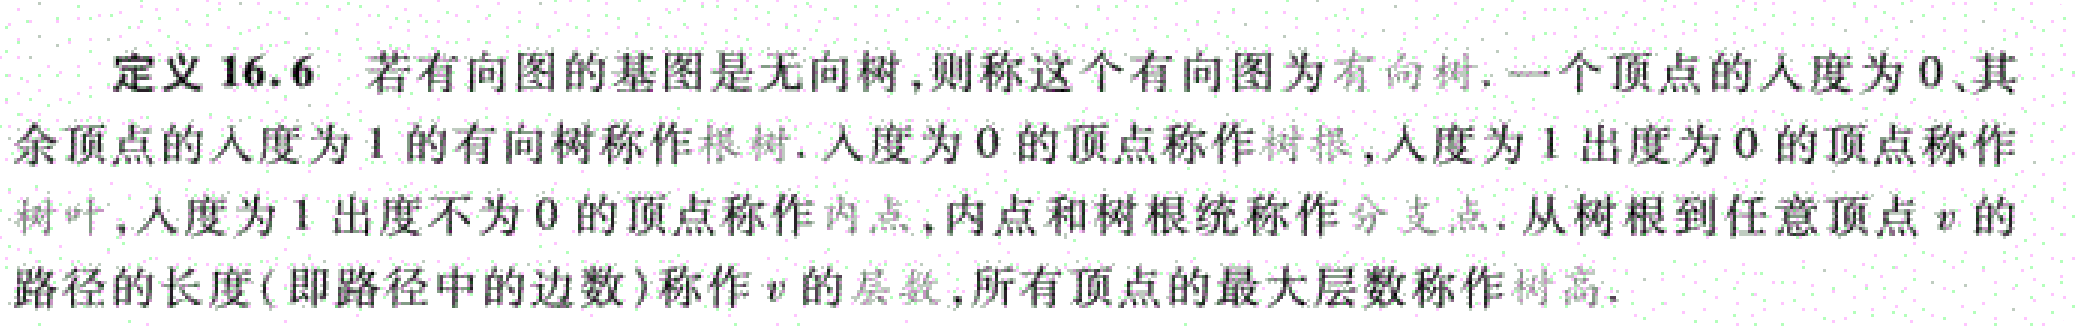 定义 16.6 若有向图的基图是无向树,则称这个有向图为有向树.一个顶点的入度为 0、其
余顶点的入度为 1 的有向树称作根树.入度为 0 的顶点称作树根,入度为 1 出度为 0 的顶点称作
树叶,入度为 1 出度不为 0 的顶点称作内点,内点和树根统称作分支点.从树根到任意顶点 v 的
路径的长度(即路径中的边数)称作 v 的层数,所有顶点的最大层数称作树高.